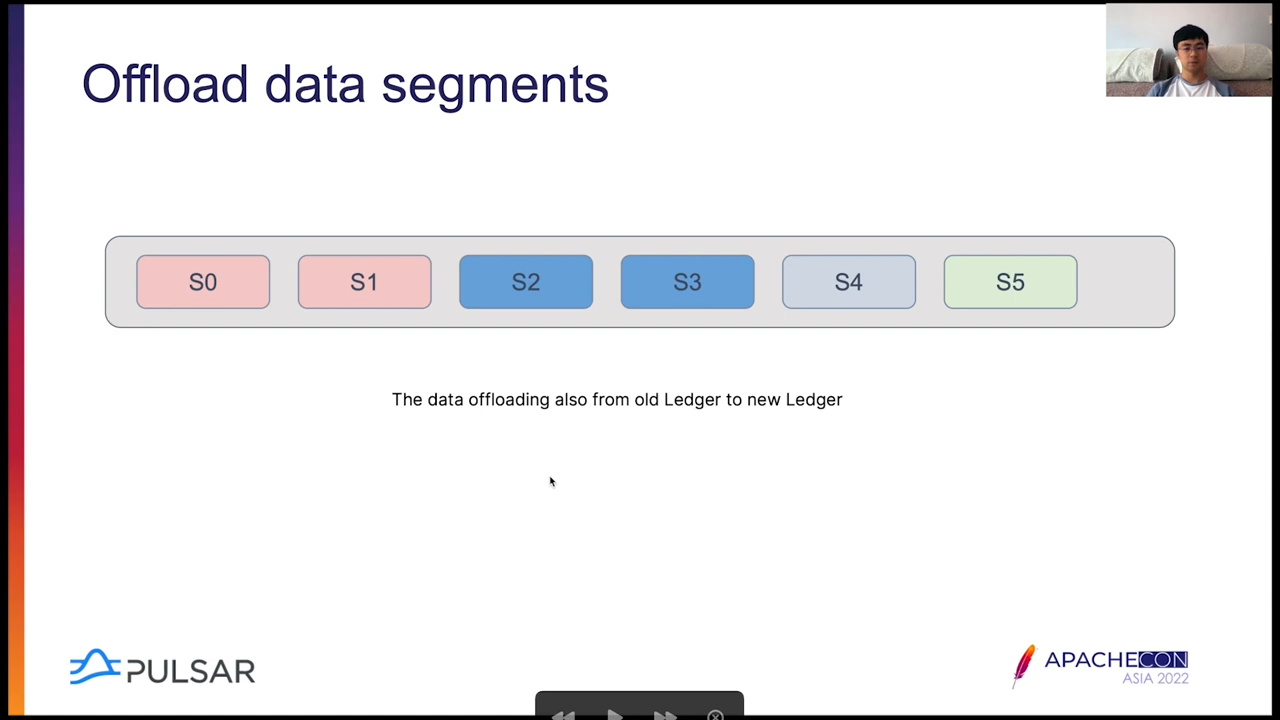 Offload data segments
S0 S1 S2 S3 S4 S5
The data offloading also from old Ledger to new Ledger
PULSAR
APACHECON
ASIA 2022